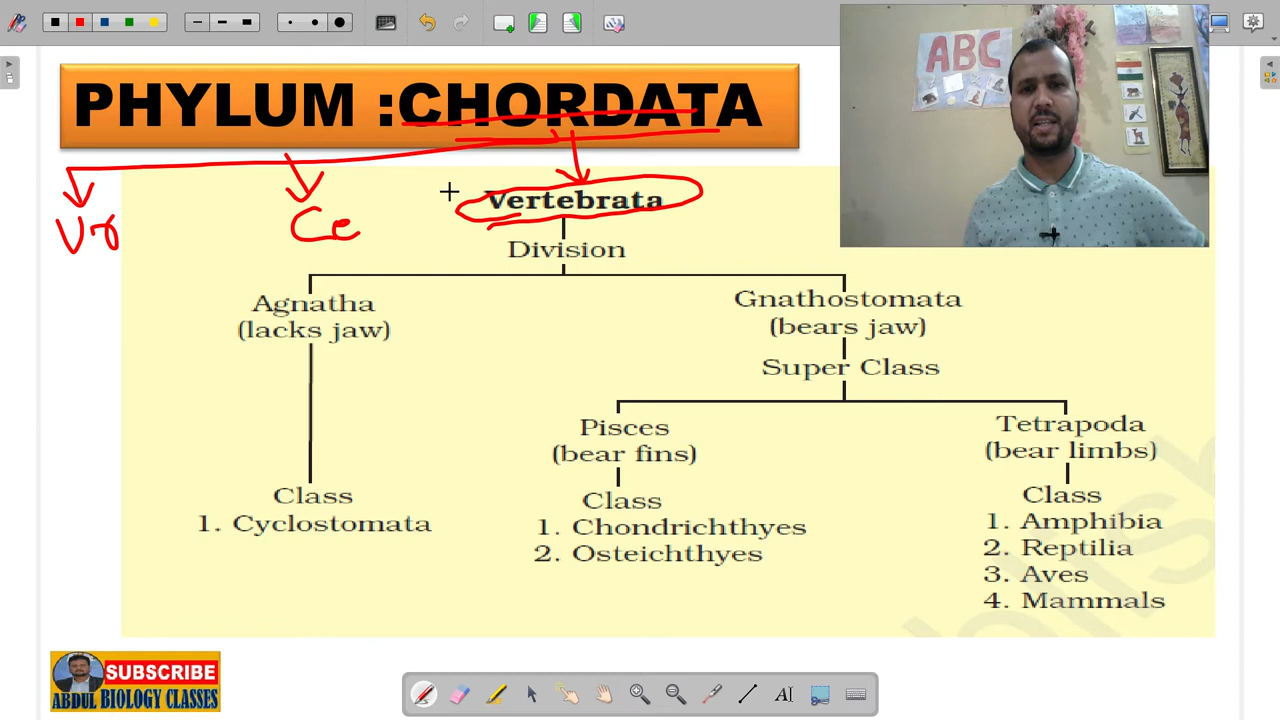 PHYLUM :CHORDATA
ABC
Vr
Ce
Vertebrata
Division
Agnatha
(lacks jaw)
Gnathostomata
(bears jaw)
Super Class
Pisces
(bear fins)
Tetrapoda
(bear limbs)
Class
1. Cyclostomata
Class
1. Chondrichthyes
2. Osteichthyes
Class
1. Amphibia
2. Reptilia
3. Aves
4. Mammals
SUBSCRIBE
ABDUL BIOLOGY CLASSES
AI